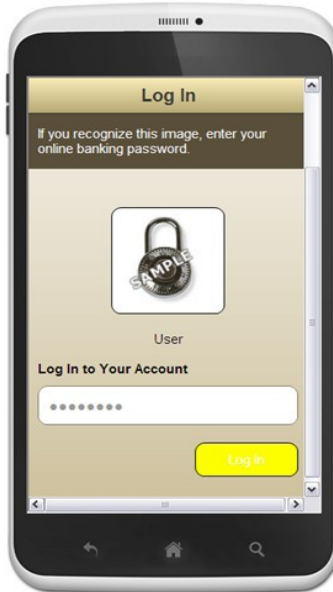 Log In
If you recognize this image, enter your
online banking password.
SAMPLE
User
Log In to Your Account
Log In